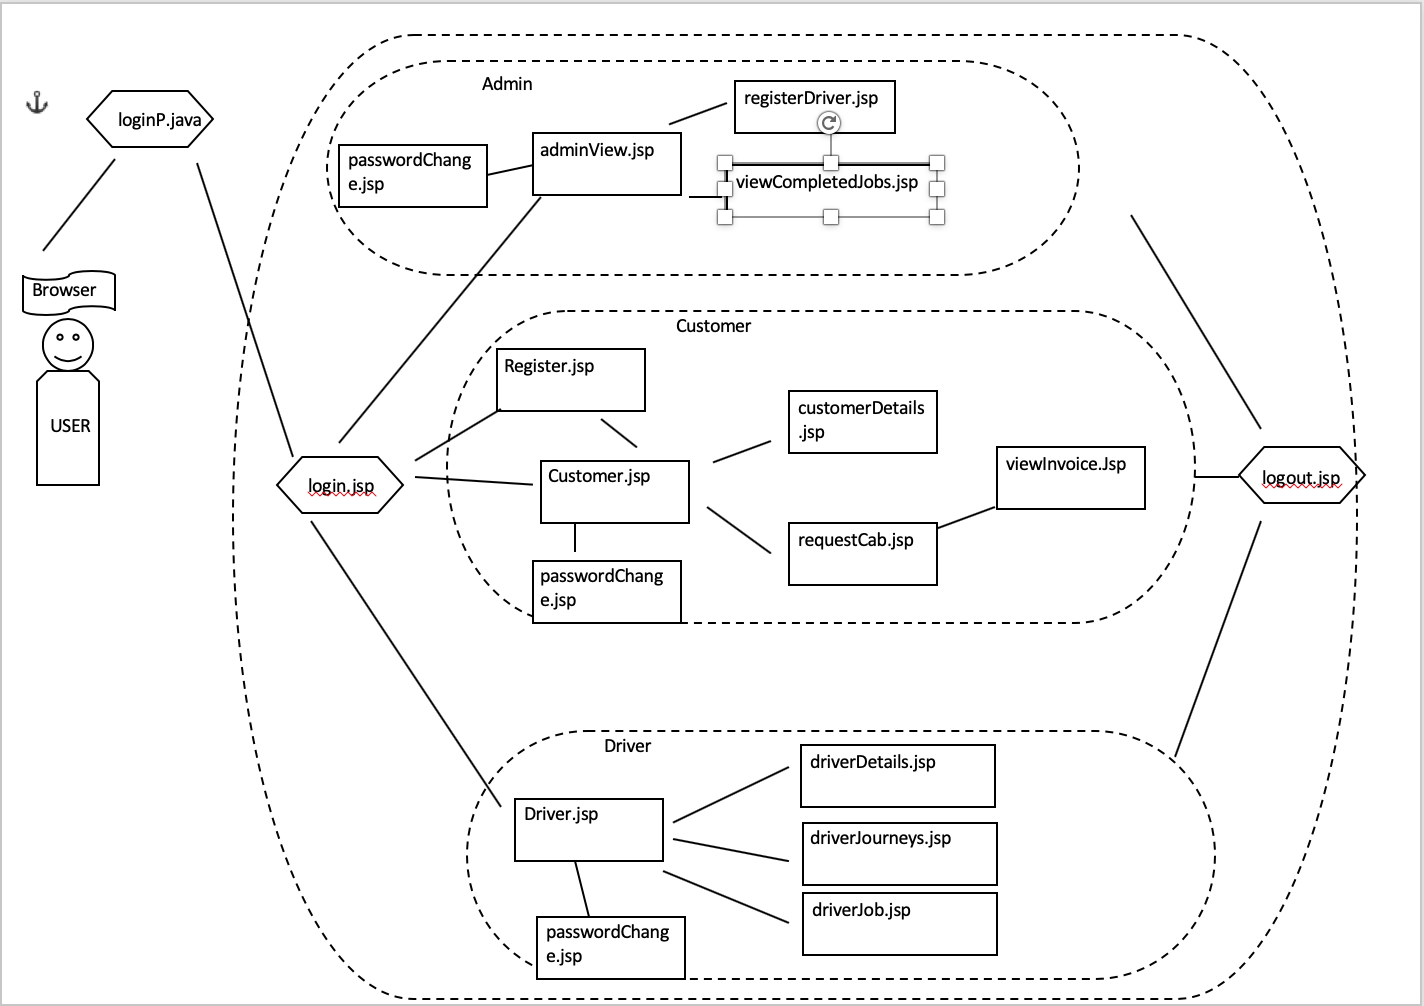 Admin
loginP.java
registerDriver.jsp
adminView.jsp
passwordChang
e.jsp
viewCompletedJobs.jsp
Browser
USER
Customer
Register.jsp
customerDetails
.jsp
viewInvoice.Jsp
Customer.jsp
login.jsp
logout.jsp
requestCab.jsp
passwordChang
e.jsp
Driver
driverDetails.jsp
Driver.jsp
driverJourneys.jsp
driverJob.jsp
passwordChang
e.jsp